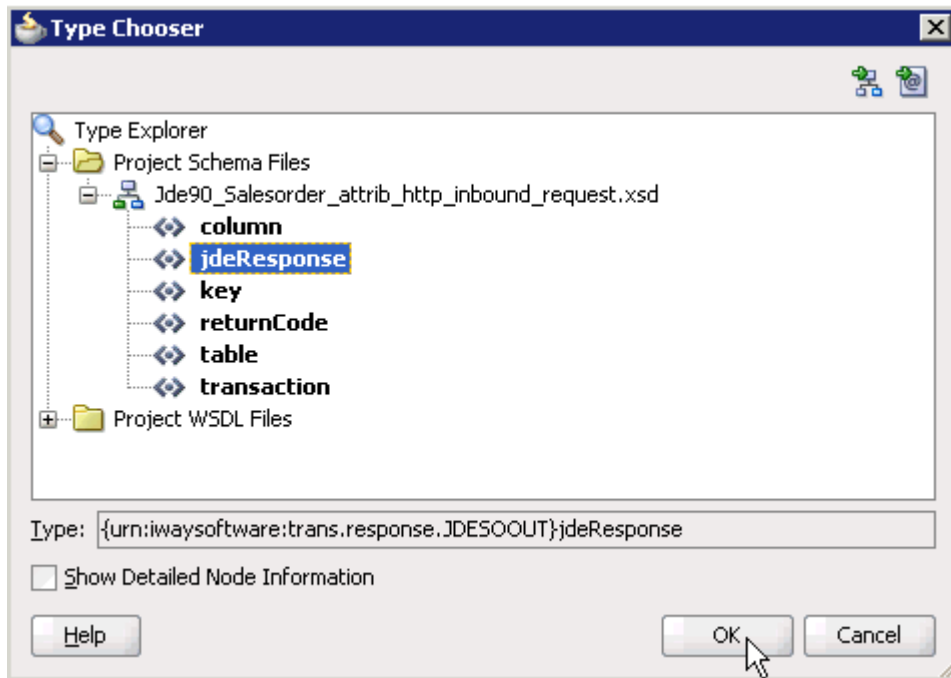 Type Chooser
Type Explorer
Project Schema Files
Jde90_Salesorder_attrib_http_inbound_request.xsd
column
jdeResponse
key
returnCode
table
transaction
Project WSDL Files
Type: {urn:iwaysoftware:trans.response.JDESOOUT}jdeResponse
Show Detailed Node Information
Help OK Cancel